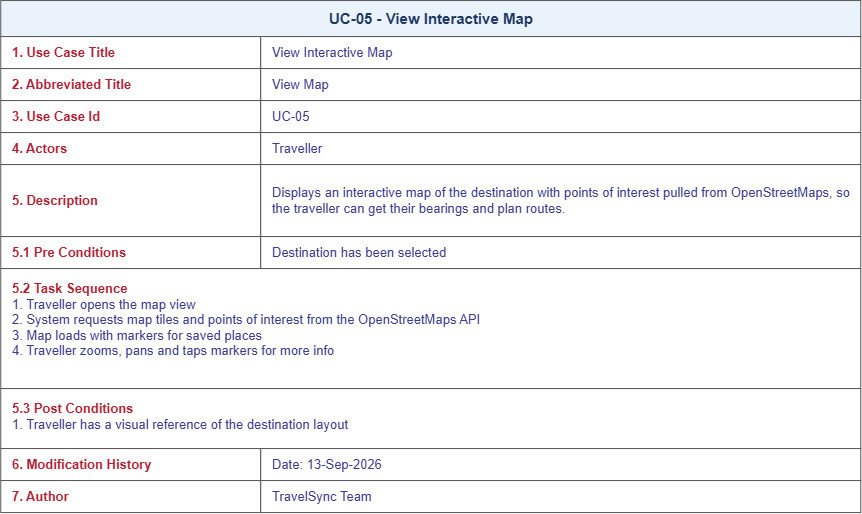 UC-05 - View Interactive Map
1. Use Case Title
View Interactive Map
2. Abbreviated Title
View Map
3. Use Case Id
UC-05
4. Actors
Traveller
5. Description
Displays an interactive map of the destination with points of interest pulled from OpenStreetMaps, so
the traveller can get their bearings and plan routes.
5.1 Pre Conditions
Destination has been selected
5.2 Task Sequence
1. Traveller opens the map view
2. System requests map tiles and points of interest from the OpenStreetMaps API
3. Map loads with markers for saved places
4. Traveller zooms, pans and taps markers for more info
5.3 Post Conditions
1. Traveller has a visual reference of the destination layout
6. Modification History
Date: 13-Sep-2026
7. Author
TravelSync Team